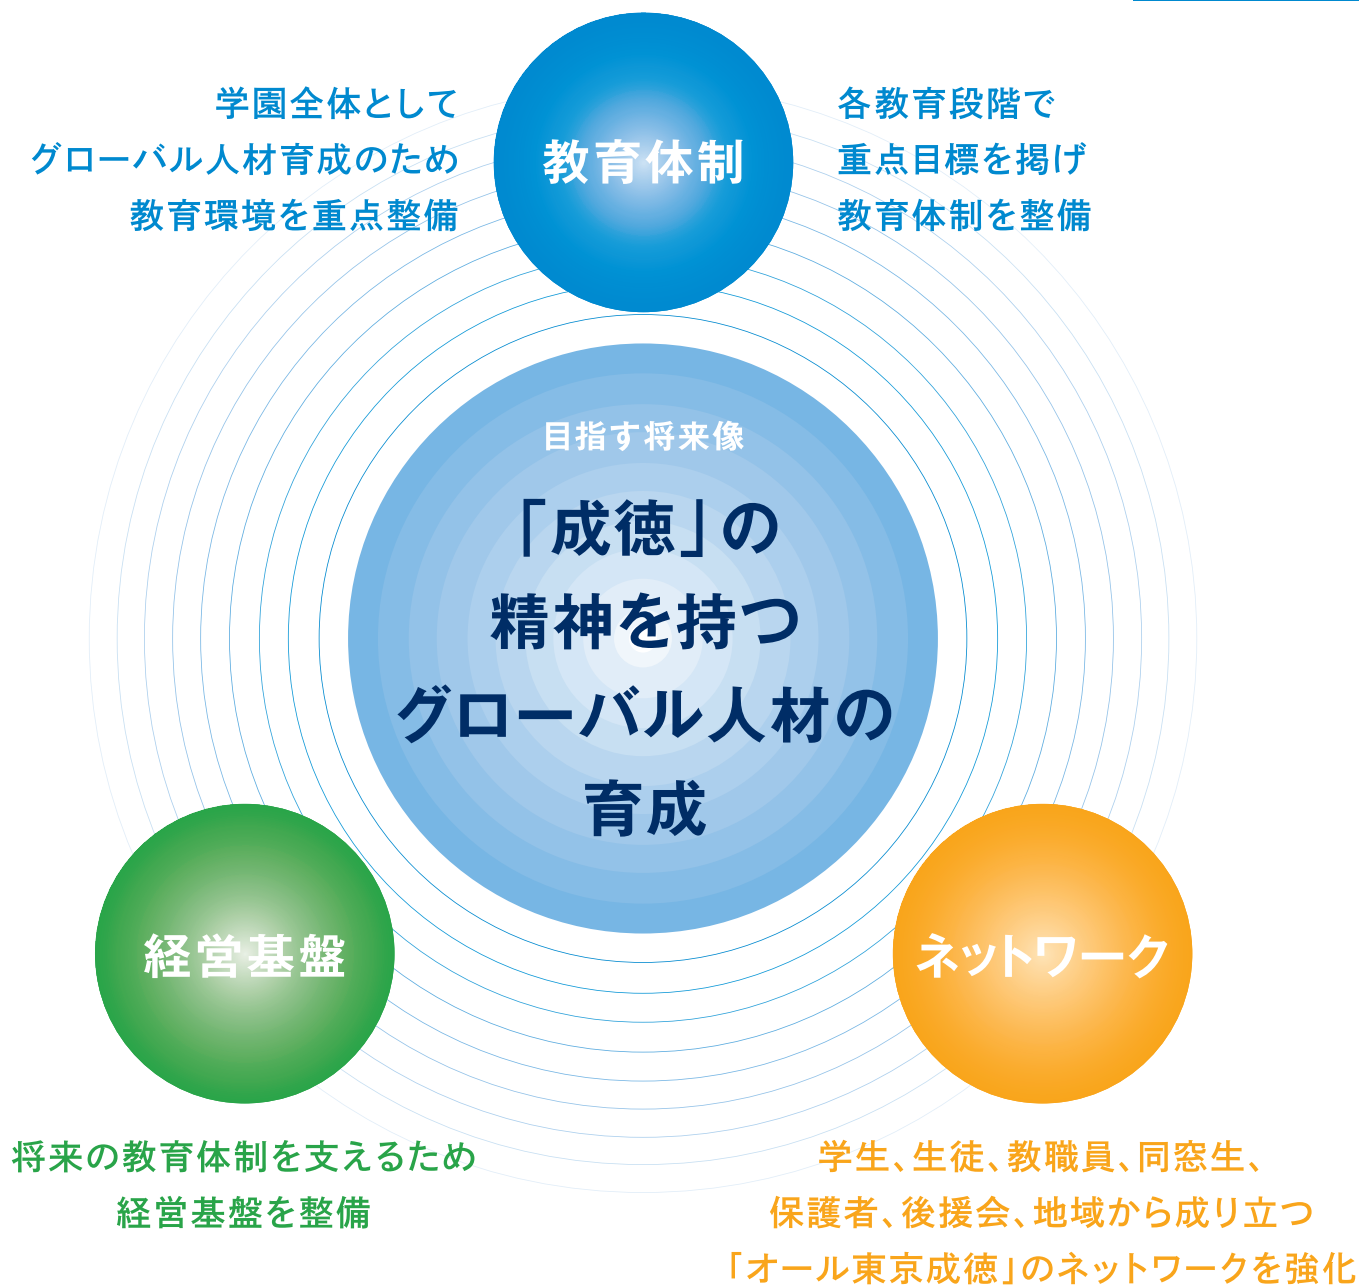 学園全体として
グローバル人材育成のため
教育環境を重点整備
教育体制
各教育段階で
重点目標を掲げ
教育体制を整備
目指す将来像
「成徳」の
精神を持つ
グローバル人材の
育成
経営基盤
将来の教育体制を支えるため
経営基盤を整備
ネットワーク
学生、生徒、教職員、同窓生、
保護者、後援会、地域から成り立つ
「オール東京成徳」のネットワークを強化